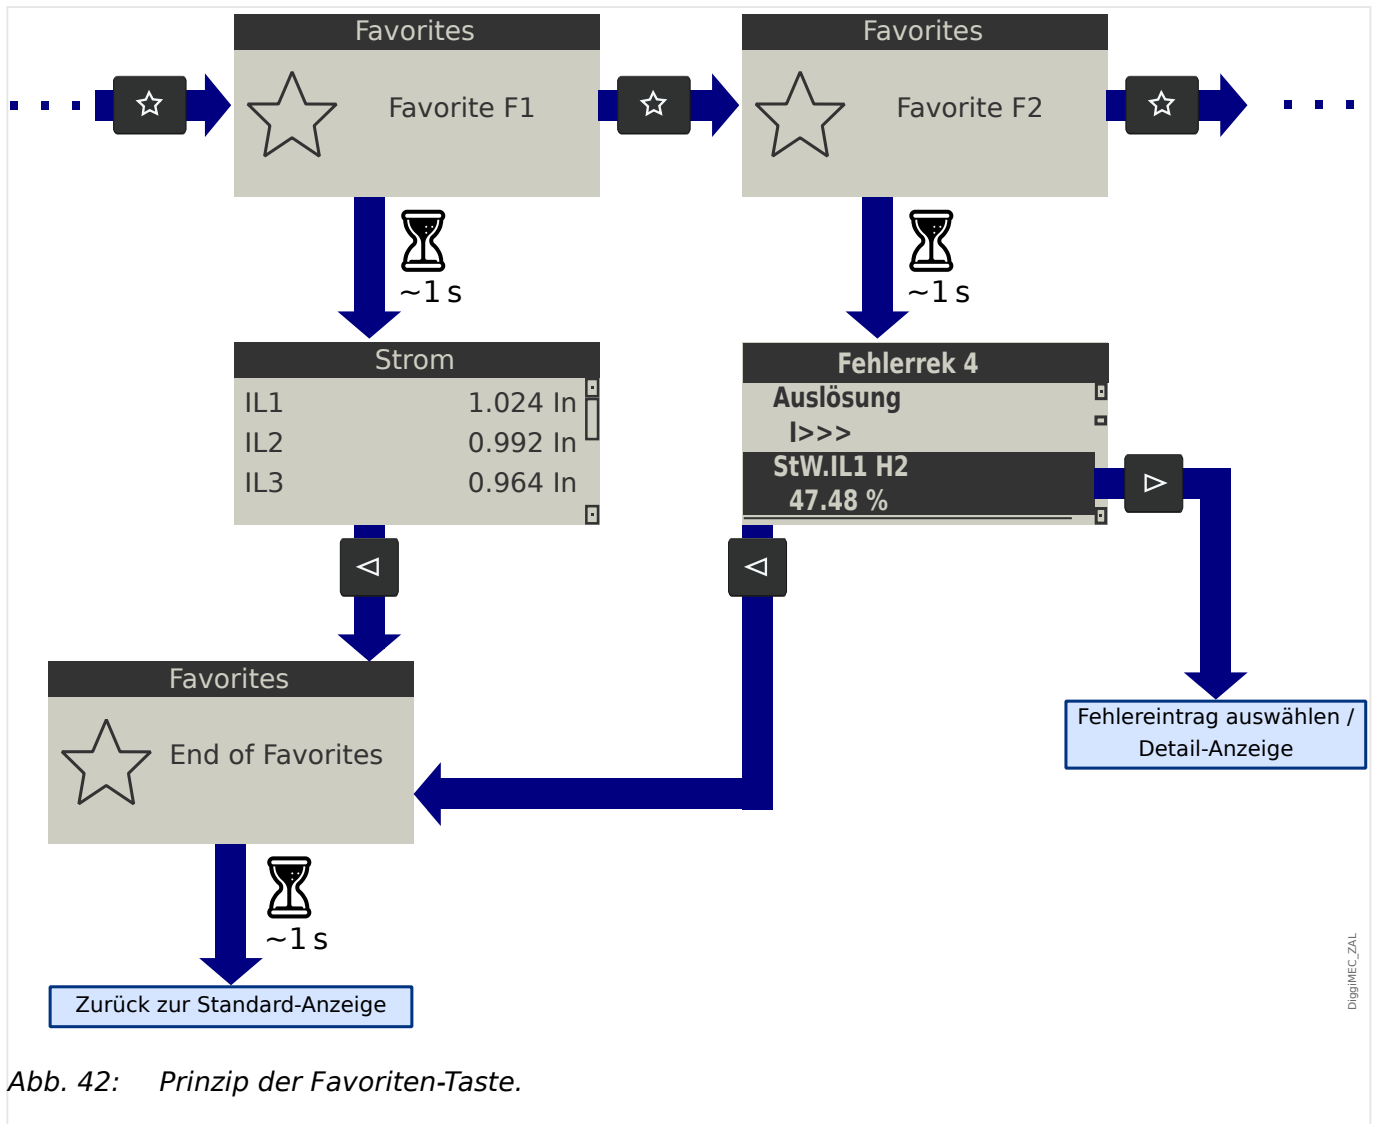 Favorites
Favorite F1
Favorites
Favorite F2
~1 s
~1 s
Strom
IL1 1.024 In
IL2 0.992 In
IL3 0.964 In
Fehlerrek 4
Auslösung
I>>>
StW.IL1 H2
47.48 %
Favorites
End of Favorites
Fehlereintrag auswählen /
Detail-Anzeige
~1 s
Zurück zur Standard-Anzeige
DiggiMEC_ZAL
Abb. 42: Prinzip der Favoriten-Taste.